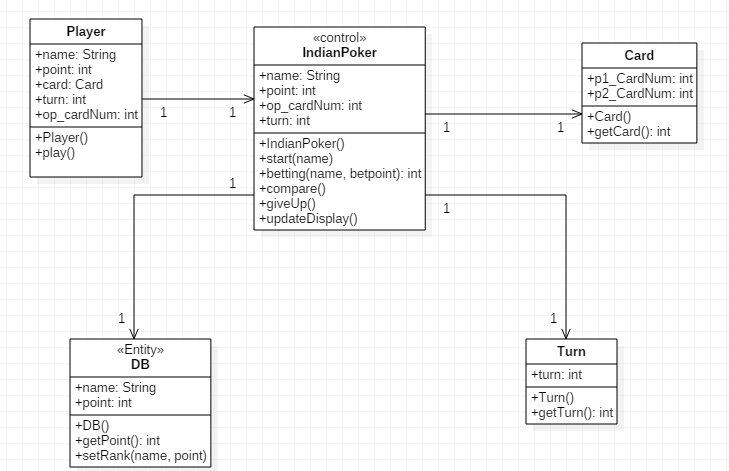 Player
+name: String
+point: int
+card: Card
+turn: int
+op_cardNum: int
+Player()
+play()
«control»
IndianPoker
+name: String
+point: int
+op_cardNum: int
+turn: int
+IndianPoker()
+start(name)
+betting(name, betpoint): int
+compare()
+giveUp()
+updateDisplay()
Card
+p1_CardNum: int
+p2_CardNum: int
+Card()
+getCard(): int
1
1
1
1
1
1
1
1
«Entity»
DB
+name: String
+point: int
+DB()
+getPoint(): int
+setRank(name, point)
Turn
+turn: int
+Turn()
+getTurn(): int